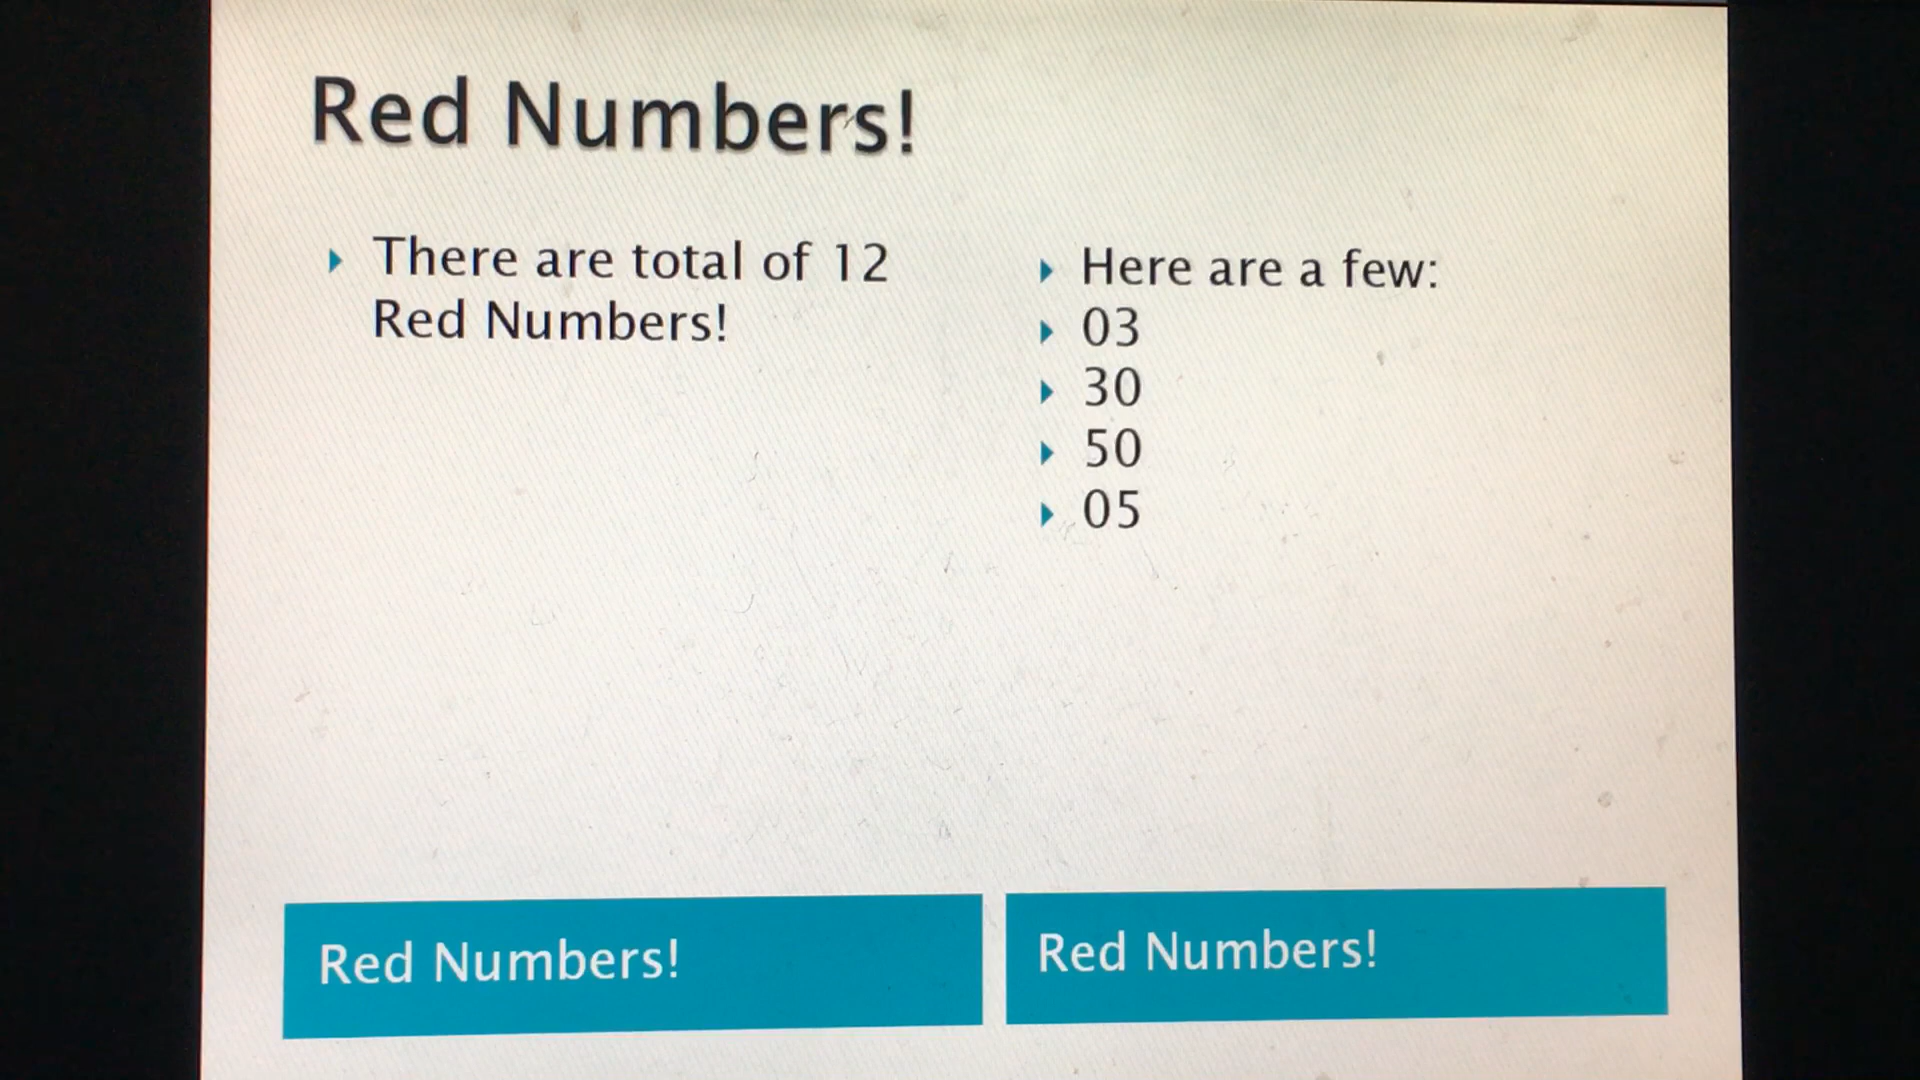 Red Numbers!
There are total of 12
Red Numbers!
Here are a few:
03
30
50
05
Red Numbers!
Red Numbers!